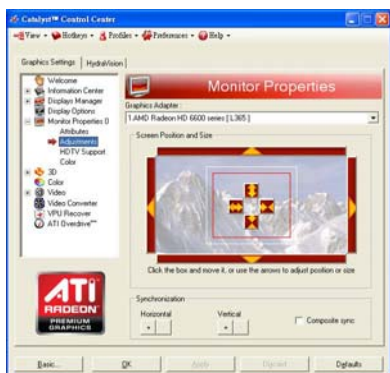 Catalyst™ Control Center
View Hotkeys Profiles Preferences Help
Graphics Settings HydraVision
Welcome
Information Center
Displays Manager
Display Options
Monitor Properties 0
Attributes
Adjustments
HDTV Support
Color
3D
Color
Video
Video Converter
VPU Recover
ATI Overdrive™
ATI
RADEON
PREMIUM
GRAPHICS
Monitor Properties
Graphics Adapter:
1.AMD Radeon HD 6600 series [ L365 ]
Screen Position and Size
Click the box and move it, or use the arrows to adjust position or size
Synchronization
Horizontal Vertical
+ +
Composite sync
Basic... OK Apply Discard Defaults